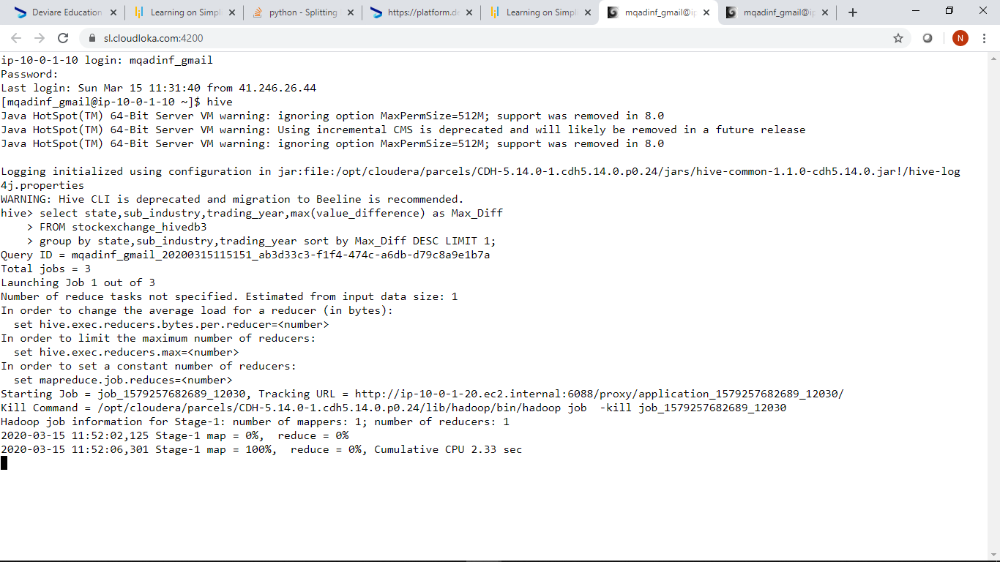 Deviare Education
Learning on Simpl
python - Splitting
https://platform.de
Learning on Simpl
mqadinf_gmail@ip
mqadinf_gmail@ip
sl.cloudloka.com:4200
N
ip-10-0-1-10 login: mqadinf_gmail
Password:
Last login: Sun Mar 15 11:31:40 from 41.246.26.44
[mqadinf_gmail@ip-10-0-1-10 ~]$ hive
Java HotSpot(TM) 64-Bit Server VM warning: ignoring option MaxPermSize=512M; support was removed in 8.0
Java HotSpot(TM) 64-Bit Server VM warning: Using incremental CMS is deprecated and will likely be removed in a future release
Java HotSpot(TM) 64-Bit Server VM warning: ignoring option MaxPermSize=512M; support was removed in 8.0
Logging initialized using configuration in jar:file:/opt/cloudera/parcels/CDH-5.14.0-1.cdh5.14.0.p0.24/jars/hive-common-1.1.0-cdh5.14.0.jar!/hive-log
4j.properties
WARNING: Hive CLI is deprecated and migration to Beeline is recommended.
hive> select state,sub_industry,trading_year,max(value_difference) as Max_Diff
    > FROM stockexchange_hivedb3
    > group by state,sub_industry,trading_year sort by Max_Diff DESC LIMIT 1;
Query ID = mqadinf_gmail_20200315115151_ab3d33c3-f1f4-474c-a6db-d79c8a9e1b7a
Total jobs = 3
Launching Job 1 out of 3
Number of reduce tasks not specified. Estimated from input data size: 1
In order to change the average load for a reducer (in bytes):
  set hive.exec.reducers.bytes.per.reducer=<number>
In order to limit the maximum number of reducers:
  set hive.exec.reducers.max=<number>
In order to set a constant number of reducers:
  set mapreduce.job.reduces=<number>
Starting Job = job_1579257682689_12030, Tracking URL = http://ip-10-0-1-20.ec2.internal:6088/proxy/application_1579257682689_12030/
Kill Command = /opt/cloudera/parcels/CDH-5.14.0-1.cdh5.14.0.p0.24/lib/hadoop/bin/hadoop job  -kill job_1579257682689_12030
Hadoop job information for Stage-1: number of mappers: 1; number of reducers: 1
2020-03-15 11:52:02,125 Stage-1 map = 0%,  reduce = 0%
2020-03-15 11:52:06,301 Stage-1 map = 100%,  reduce = 0%, Cumulative CPU 2.33 sec